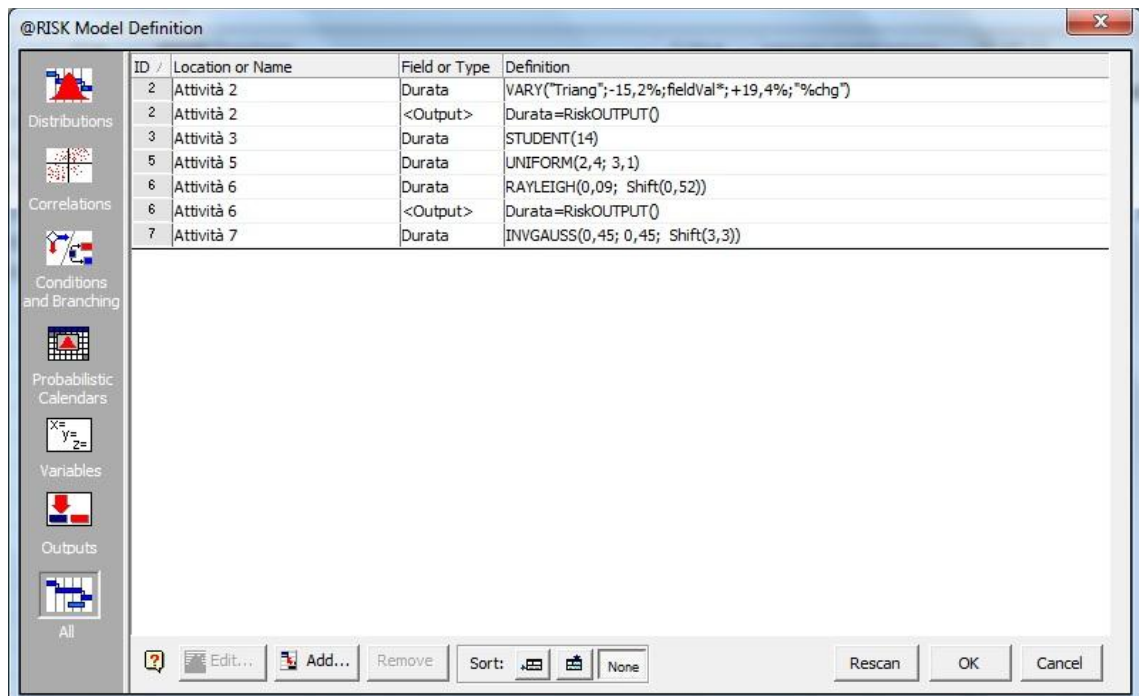 @RISK Model Definition
X
Distributions
Correlations
Conditions
and Branching
Probabilistic
Calendars
X=
y=
z=
Variables
Outputs
All
ID / Location or Name Field or Type Definition
2 Attività 2 Durata VARY("Triang";-15,2%;fieldVal*;+19,4%;"%chg")
2 Attività 2 <Output> Durata=RiskOUTPUT()
3 Attività 3 Durata STUDENT(14)
5 Attività 5 Durata UNIFORM(2,4; 3,1)
6 Attività 6 Durata RAYLEIGH(0,09; Shift(0,52))
6 Attività 6 <Output> Durata=RiskOUTPUT()
7 Attività 7 Durata INVGAUSS(0,45; 0,45; Shift(3,3))
? Edit... Add... Remove Sort: None Rescan OK Cancel